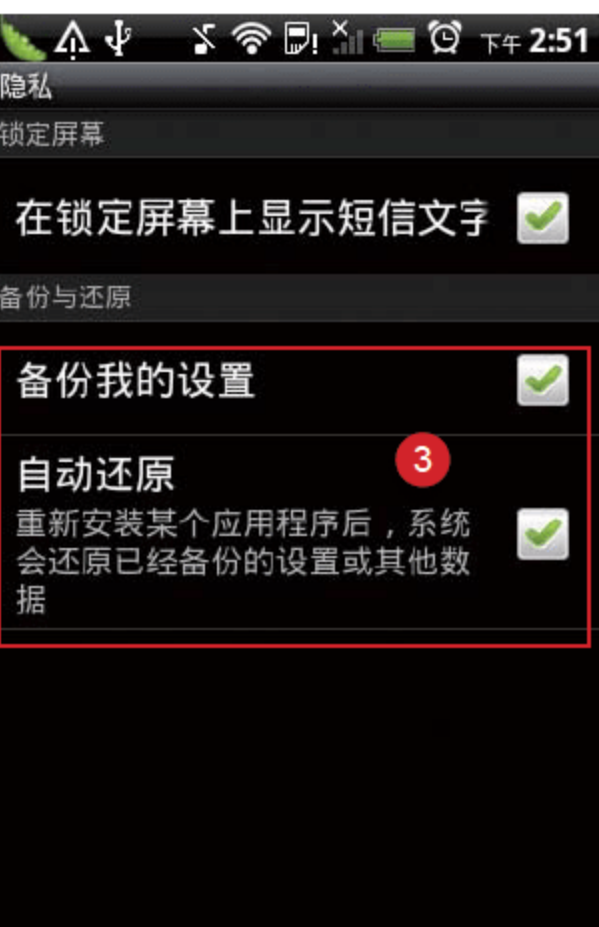 下午 2:51
隐私
锁定屏幕
在锁定屏幕上显示短信文字
备份与还原
备份我的设置
3
自动还原
重新安装某个应用程序后，系统
会还原已经备份的设置或其他数
据